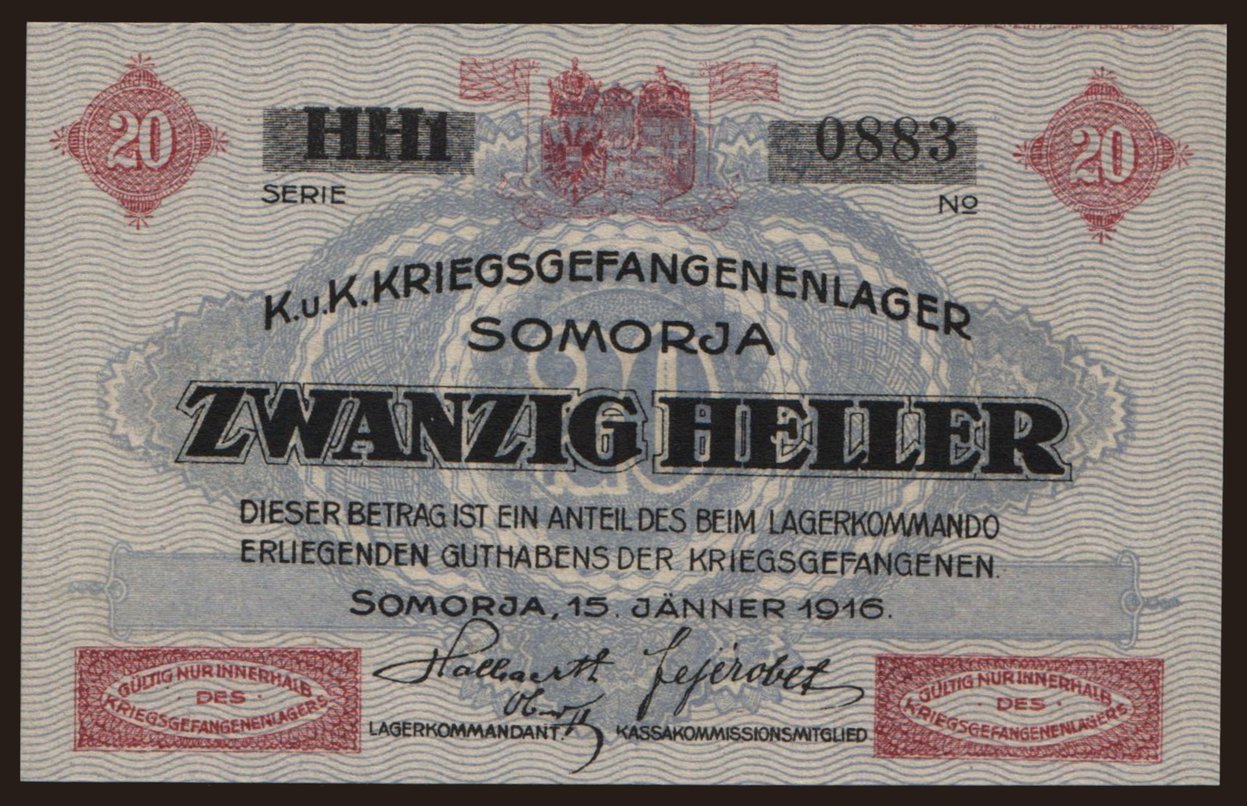 20
HH1
0883
20
SERIE
No
K.u.K. KRIEGSGEFANGENENLAGER
SOMORJA
20
ZWANZIG HELLER
DIESER BETRAG IST EIN ANTEIL DES BEIM LAGERKOMMANDO
ERLIEGENDEN GUTHABENS DER KRIEGSGEFANGENEN.
SOMORJA, 15. JÄNNER 1916.
GÜLTIG NUR INNERHALB
· DES ·
KRIEGSGEFANGENENLAGERS
LAGERKOMMANDANT.
KASSAKOMMISSIONSMITGLIED
GÜLTIG NUR INNERHALB
· DES ·
KRIEGSGEFANGENENLAGERS